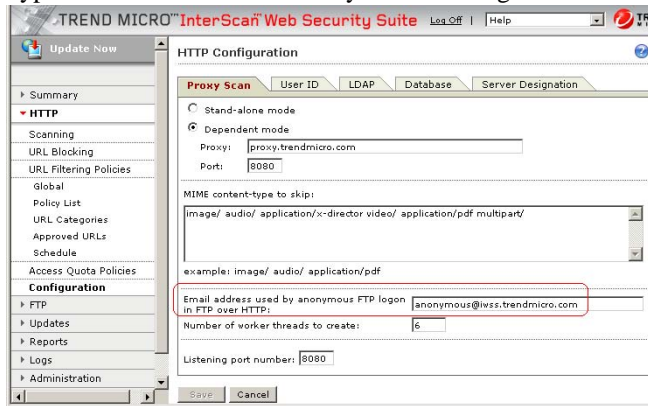 TREND MICRO™ InterScan™ Web Security Suite Log Off | Help
Update Now
HTTP Configuration
Proxy Scan User ID LDAP Database Server Designation
Summary
HTTP
Scanning
URL Blocking
URL Filtering Policies
Global
Policy List
URL Categories
Approved URLs
Schedule
Access Quota Policies
Configuration
FTP
Updates
Reports
Logs
Administration
Stand-alone mode
Dependent mode
Proxy: proxy.trendmicro.com
Port: 8080
MIME content-type to skip:
image/ audio/ application/x-director video/ application/pdf multipart/
example: image/ audio/ application/pdf
Email address used by anonymous FTP logon
in FTP over HTTP: anonymous@iwss.trendmicro.com
Number of worker threads to create: 6
Listening port number: 8080
Save Cancel